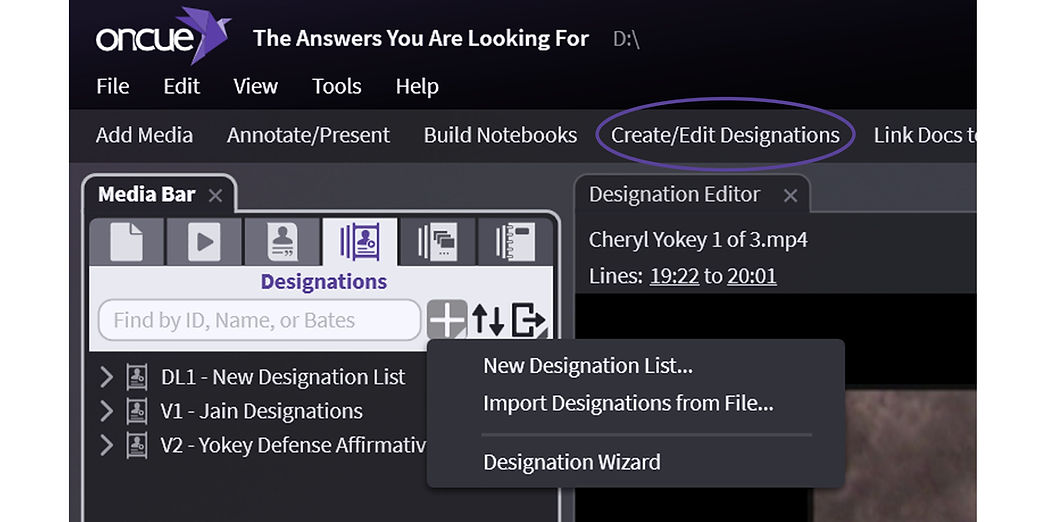 oncue The Answers You Are Looking For D:\
File Edit View Tools Help
Add Media Annotate/Present Build Notebooks Create/Edit Designations Link Docs to
Media Bar Designation Editor
Cheryl Yokey 1 of 3.mp4
Lines: 19:22 to 20:01
Designations
Find by ID, Name, or Bates
New Designation List...
Import Designations from File...
Designation Wizard
DL1 - New Designation List
V1 - Jain Designations
V2 - Yokey Defense Affirmativ